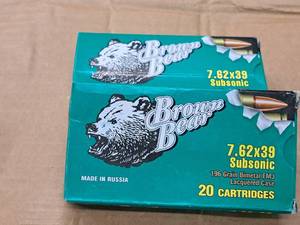 Brown
Bear
7.62x39
Subsonic
Brown
Bear
7.62x39
Subsonic
196 Grain Bimetal FMJ
Lacquered Case
MADE IN RUSSIA
20 CARTRIDGES